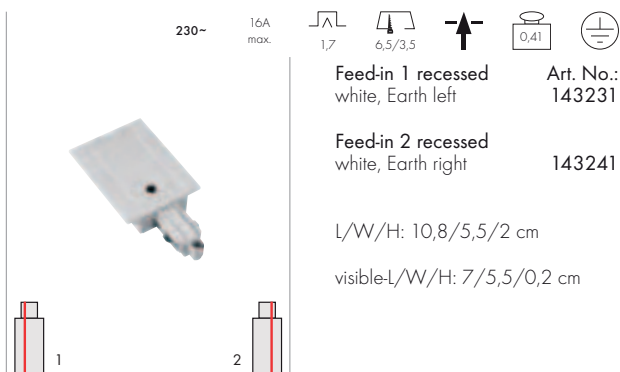 230~
16A
max.
1,7
6,5/3,5
0,41
Feed-in 1 recessed Art. No.:
white, Earth left 143231
Feed-in 2 recessed
white, Earth right 143241
L/W/H: 10,8/5,5/2 cm
visible-L/W/H: 7/5,5/0,2 cm
1 2